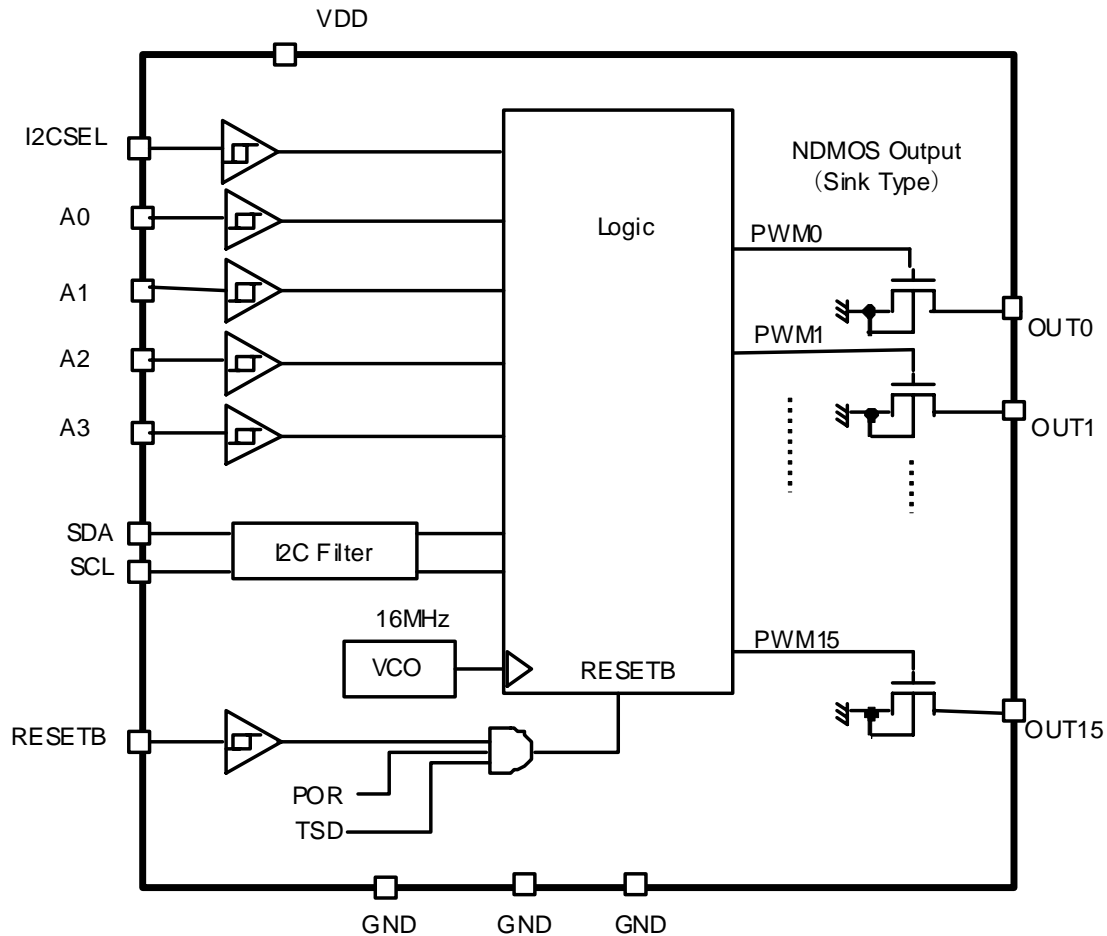 VDD
I2CSEL
NDMOS Output
(Sink Type)
A0
Logic
PWM0
A1
OUT0
PWM1
A2
OUT1
A3
SDA
I2C Filter
SCL
16MHz
PWM15
VCO
RESETB
RESETB
OUT15
POR
TSD
GND
GND
GND